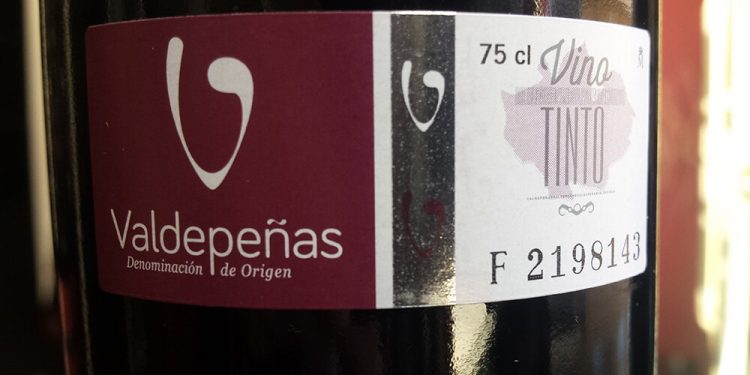 Valdepeñas
Denominación de Origen
75 cl
Vino
TINTO
F 2198143